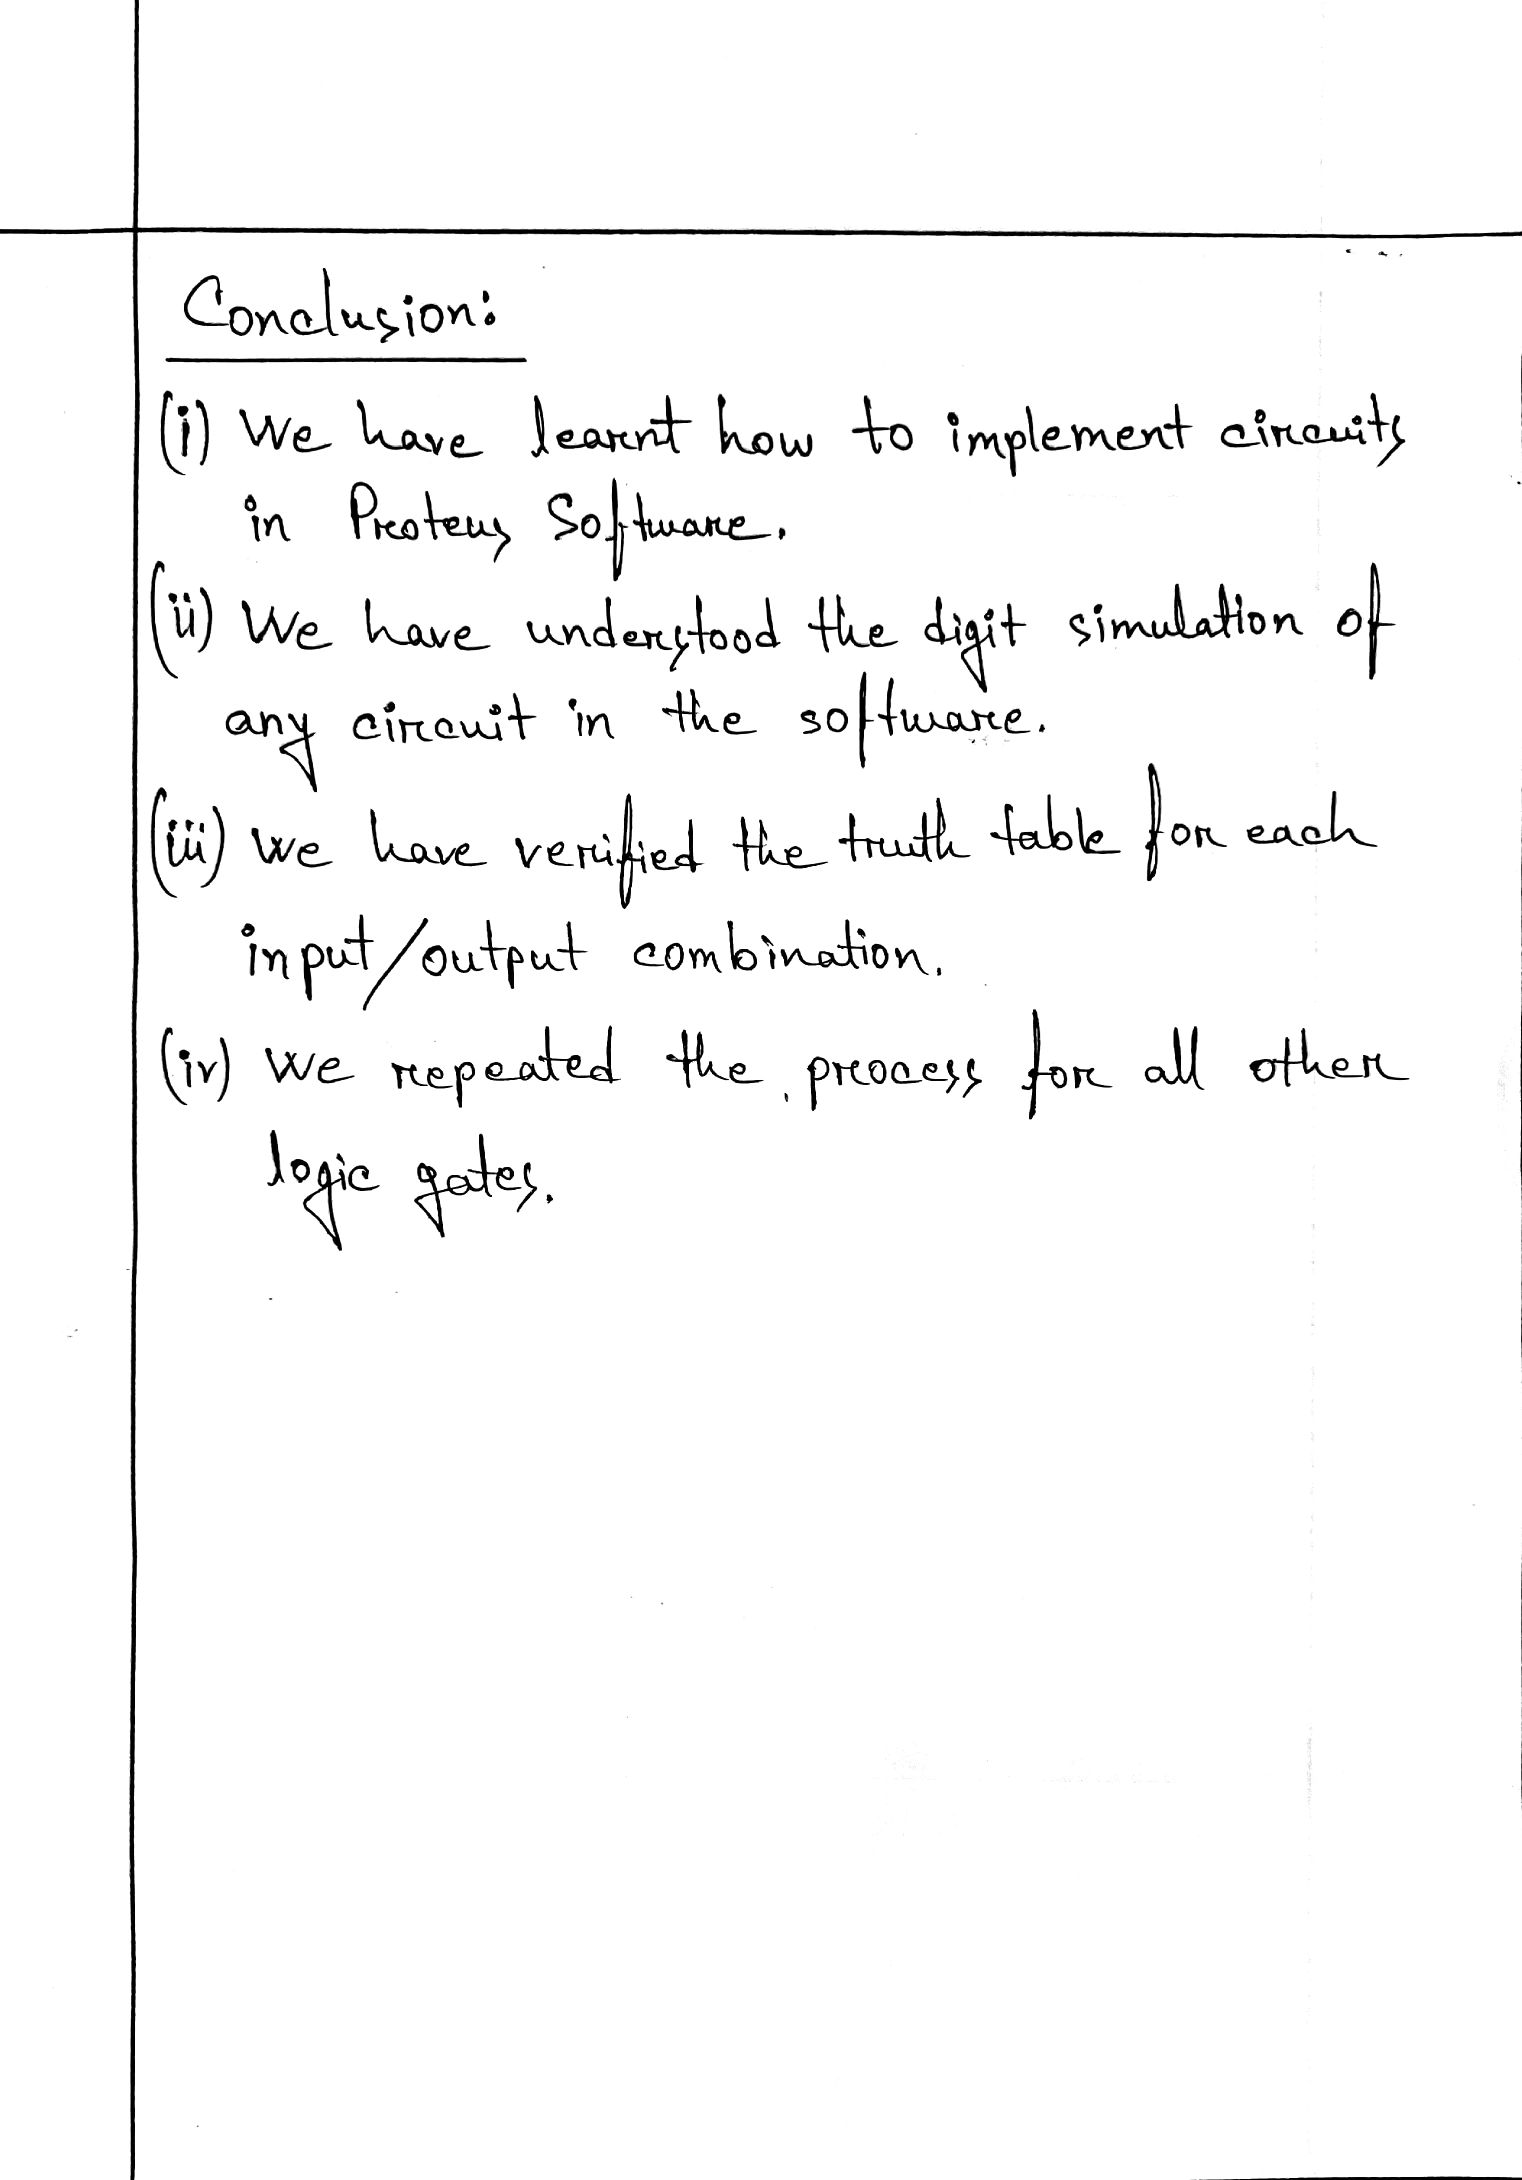 Conclusion:
(i) We have learnt how to implement circuits
in Proteus Software.
(ii) We have understood the digit simulation of
any circuit in the software.
(iii) We have verified the truth table for each
input/output combination.
(iv) We repeated the process for all other
logic gates.